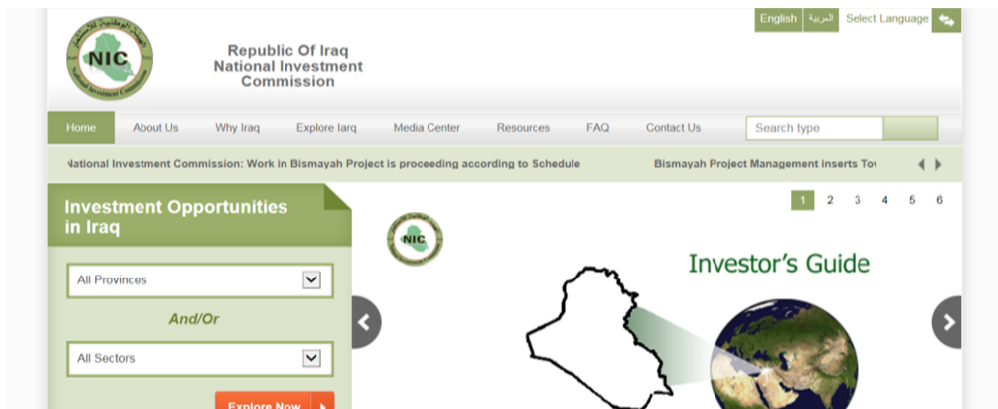 English العربية Select Language
NIC
Republic Of Iraq
National Investment
Commission
Home About Us Why Iraq Explore Iarq Media Center Resources FAQ Contact Us Search type
National Investment Commission: Work in Bismayah Project is proceeding according to Schedule Bismayah Project Management inserts
Investment Opportunities
in Iraq
1 2 3 4 5 6
NIC
Investor's Guide
All Provinces
And/Or
All Sectors
Explore Now